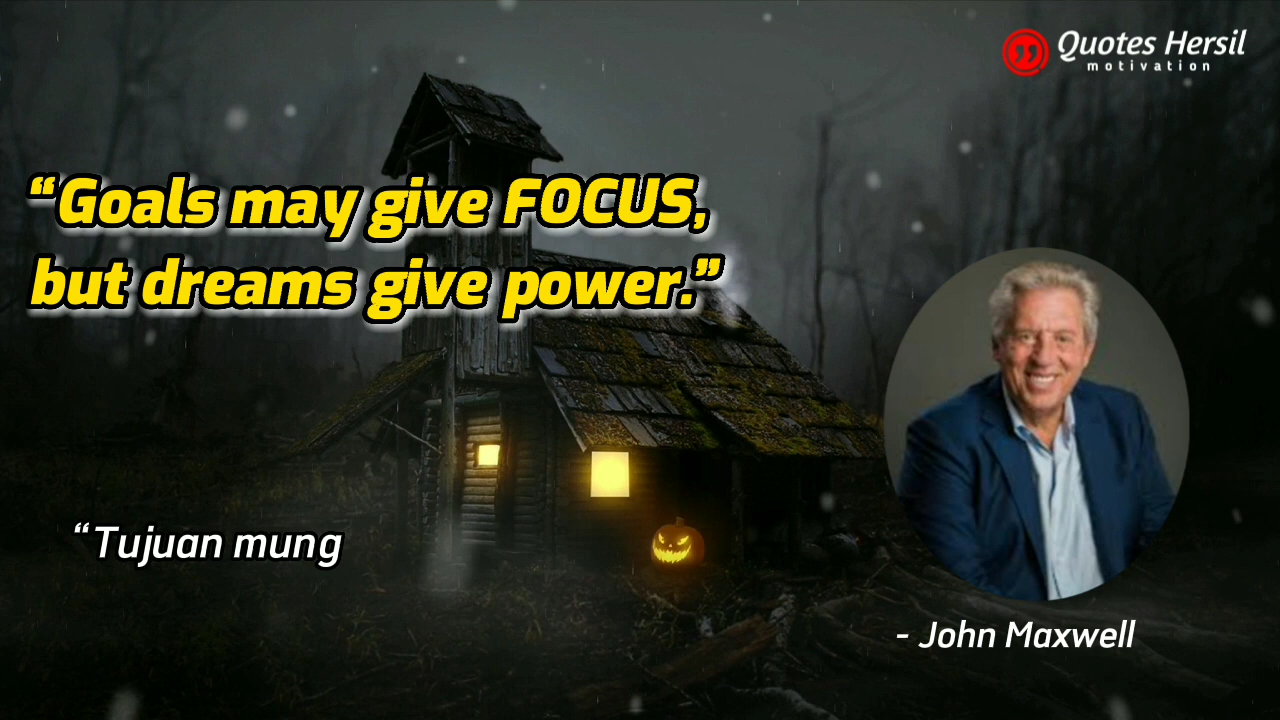 Quotes Hersil
motivation
“Goals may give FOCUS,
but dreams give power.”
“Tujuan mung
- John Maxwell